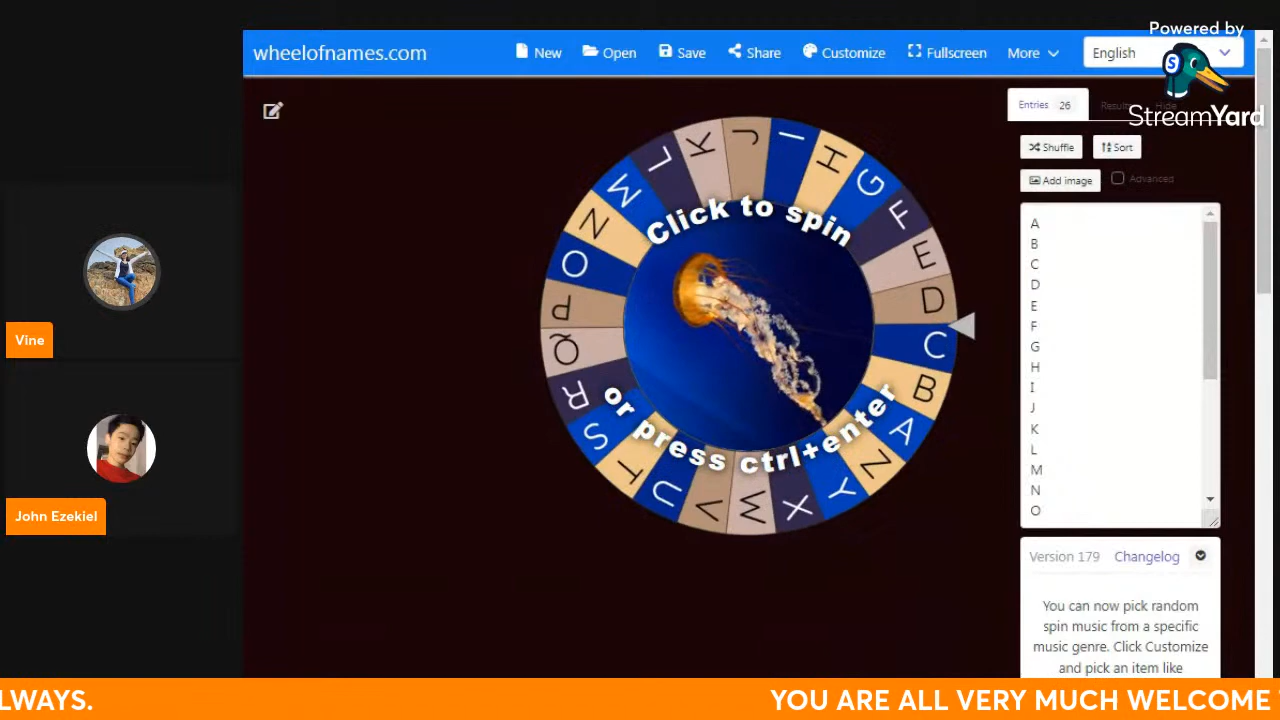 Powered by
StreamYard
wheelofnames.com
New
Open
Save
Share
Customize
Fullscreen
More
English
Entries 26
Results
Hide
Shuffle
Sort
Add image
Advanced
A
B
C
D
E
F
G
H
I
J
K
L
M
N
O
Click to spin
or press ctrl+enter
A
B
C
D
E
F
G
H
I
J
K
L
M
N
O
P
Q
R
S
T
U
V
W
X
Y
Z
Vine
John Ezekiel
Version 179
Changelog
You can now pick random
spin music from a specific
music genre. Click Customize
and pick an item like
LWAYS.
YOU ARE ALL VERY MUCH WELCOME